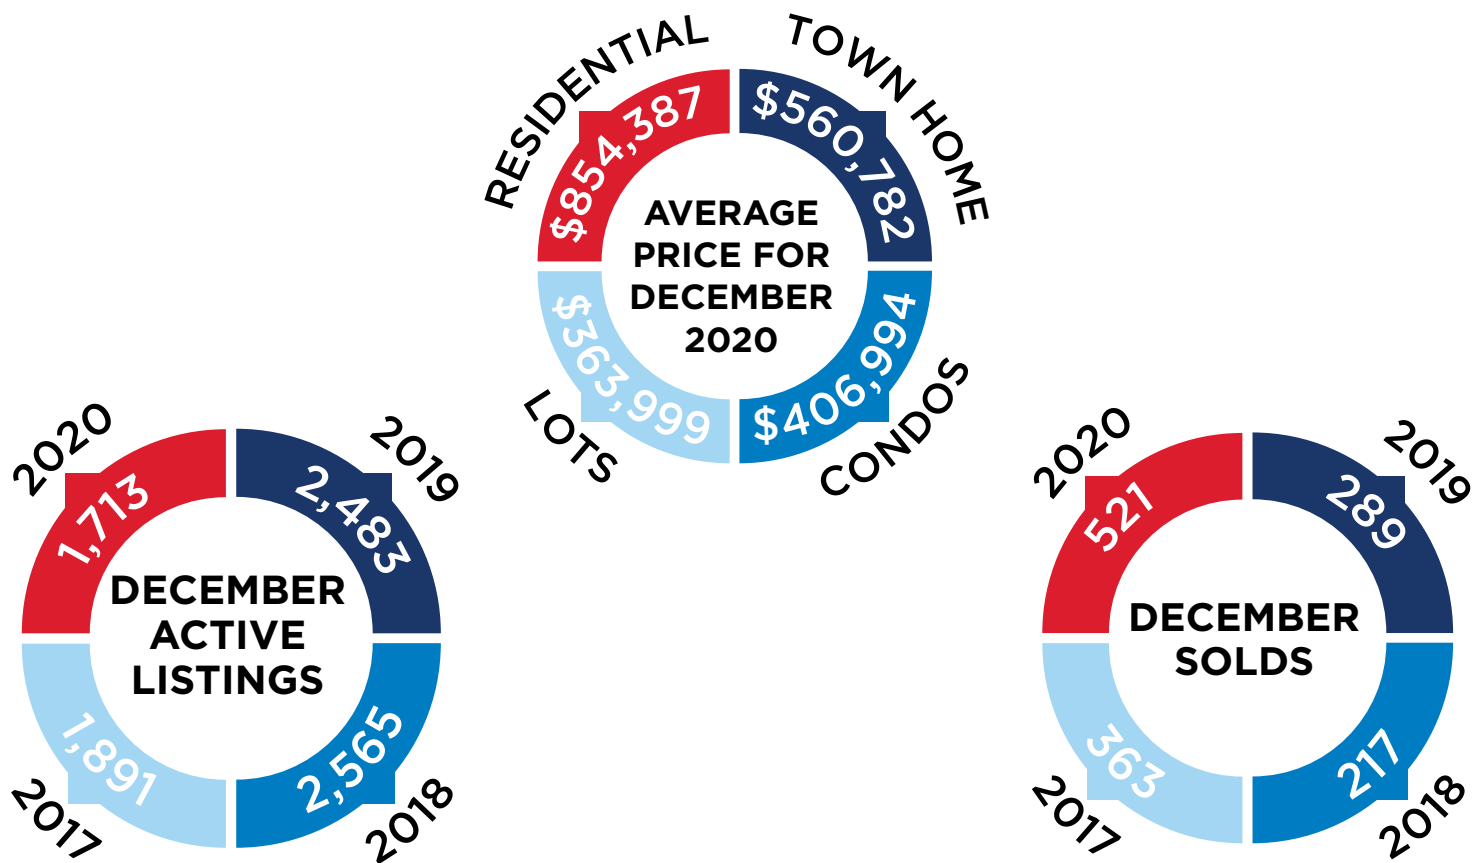 RESIDENTIAL
$854,387
TOWN HOME
$560,782
AVERAGE
PRICE FOR
DECEMBER
2020
LOTS
$363,999
CONDOS
$406,994
2020
1,713
2019
2,483
DECEMBER
ACTIVE
LISTINGS
2017
1,891
2018
2,565
2020
521
2019
289
DECEMBER
SOLDS
2017
363
2018
217